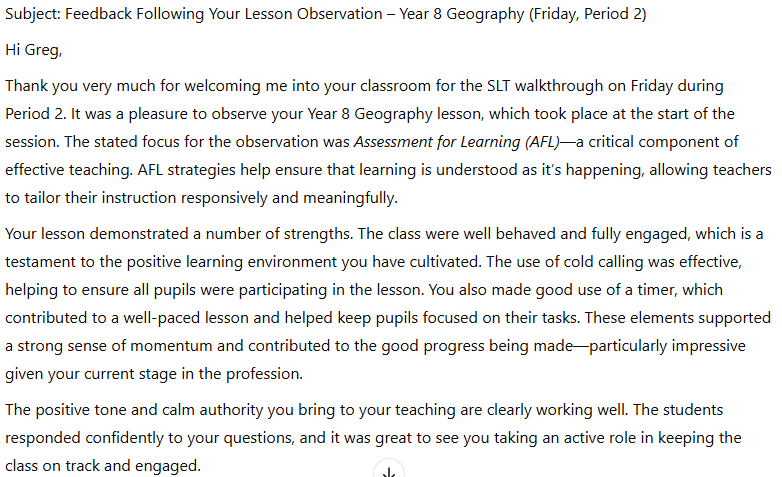 Subject: Feedback Following Your Lesson Observation – Year 8 Geography (Friday, Period 2)
Hi Greg,
Thank you very much for welcoming me into your classroom for the SLT walkthrough on Friday during
Period 2. It was a pleasure to observe your Year 8 Geography lesson, which took place at the start of the
session. The stated focus for the observation was Assessment for Learning (AFL)—a critical component of
effective teaching. AFL strategies help ensure that learning is understood as it's happening, allowing teachers
to tailor their instruction responsively and meaningfully.
Your lesson demonstrated a number of strengths. The class were well behaved and fully engaged, which is a
testament to the positive learning environment you have cultivated. The use of cold calling was effective,
helping to ensure all pupils were participating in the lesson. You also made good use of a timer, which
contributed to a well-paced lesson and helped keep pupils focused on their tasks. These elements supported
a strong sense of momentum and contributed to the good progress being made—particularly impressive
given your current stage in the profession.
The positive tone and calm authority you bring to your teaching are clearly working well. The students
responded confidently to your questions, and it was great to see you taking an active role in keeping the
class on track and engaged.